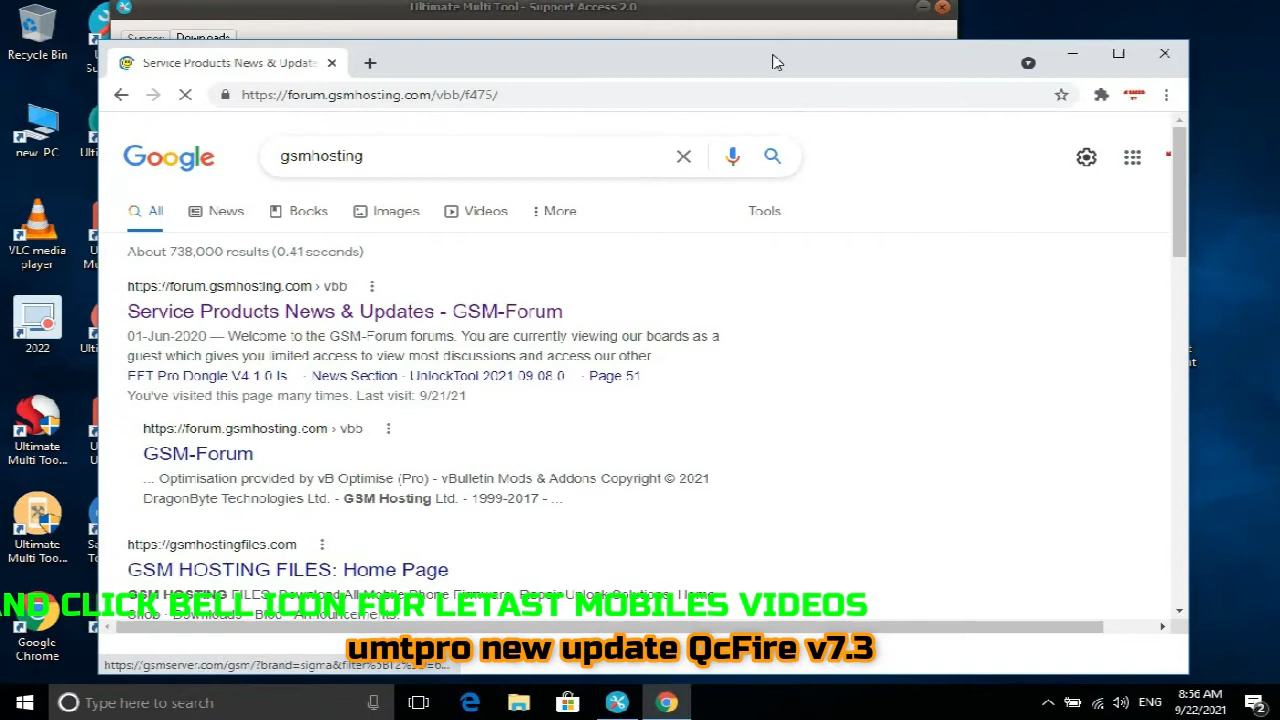 Ultimate Multi Tool - Support Access 2.0
Support Downloads
Recycle Bin
Service Products News & Update
https://forum.gsmhosting.com/vbb/f475/
Google
gsmhosting
new_PC
All News Books Images Videos More Tools
About 738,000 results (0.41seconds)
VLC media
player
https://forum.gsmhosting.com › vbb
Service Products News & Updates - GSM-Forum
01-Jun-2020 — Welcome to the GSM-Forum forums. You are currently viewing our boards as a
guest which gives you limited access to view most discussions and access our other
2022
EFT Pro Dongle V4 1 0 Is - News Section - UnlockTool 2021 09 08 0 - Page 51
You've visited this page many times. Last visit: 9/21/21
https://forum.gsmhosting.com › vbb
GSM-Forum
Ultimate
Multi Too...
... Optimisation provided by vB Optimise (Pro) - vBulletin Mods & Addons Copyright © 2021
DragonByte Technologies Ltd. - GSM Hosting Ltd. - 1999-2017 - ...
https://gsmhostingfiles.com
Ultimate
Multi Too...
GSM HOSTING FILES: Home Page
AND CLICK BELL ICON FOR LETAST MOBILES VIDEOS
umtpro new update QcFire v7.3
Google
Chrome
Type here to search
ENG
8:56 AM
9/22/2021
2